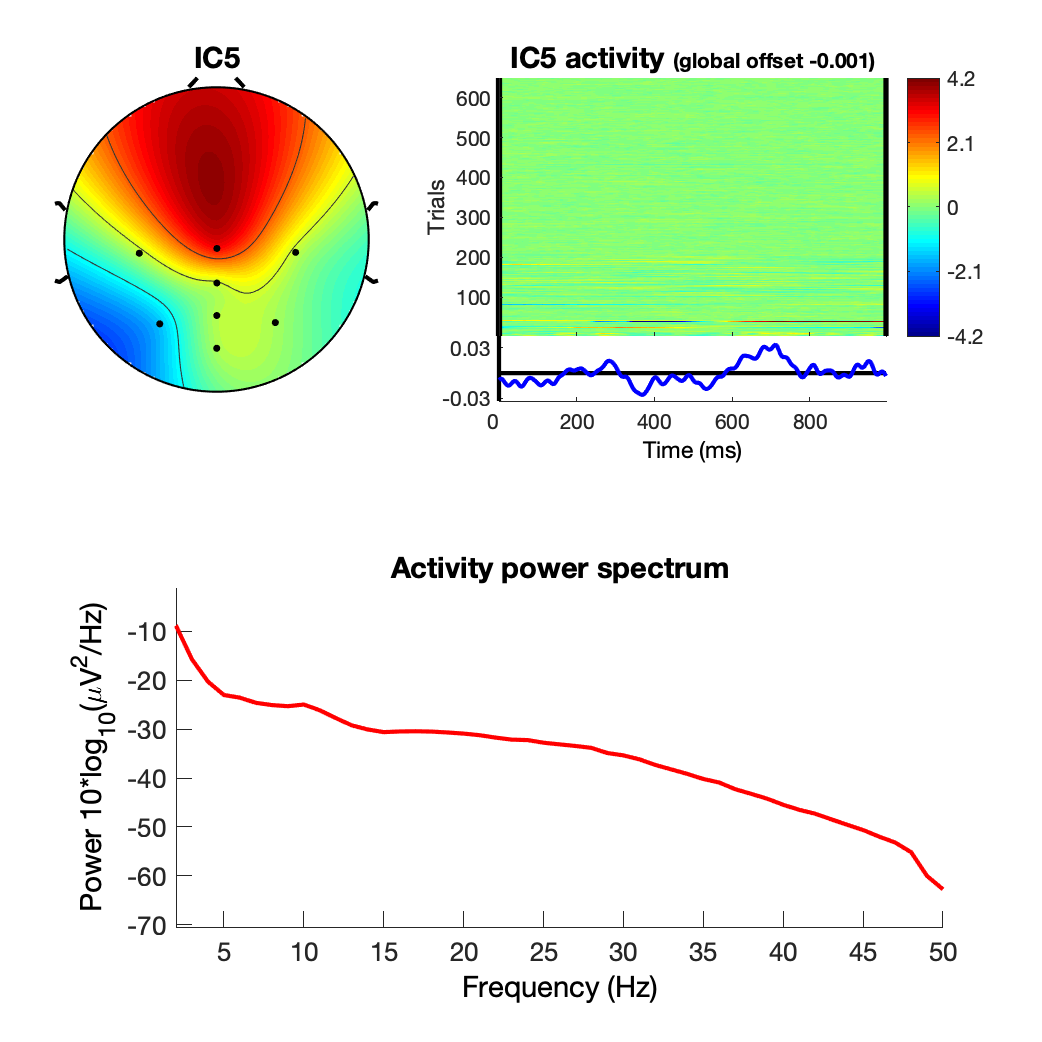 IC5
IC5 activity (global offset -0.001)
Trials
600
500
400
300
200
100
4.2
2.1
0
-2.1
-4.2
0.03
-0.03
0 200 400 600 800
Time (ms)
Activity power spectrum
Power 10*log10(μV²/Hz)
-10
-20
-30
-40
-50
-60
-70
5 10 15 20 25 30 35 40 45 50
Frequency (Hz)